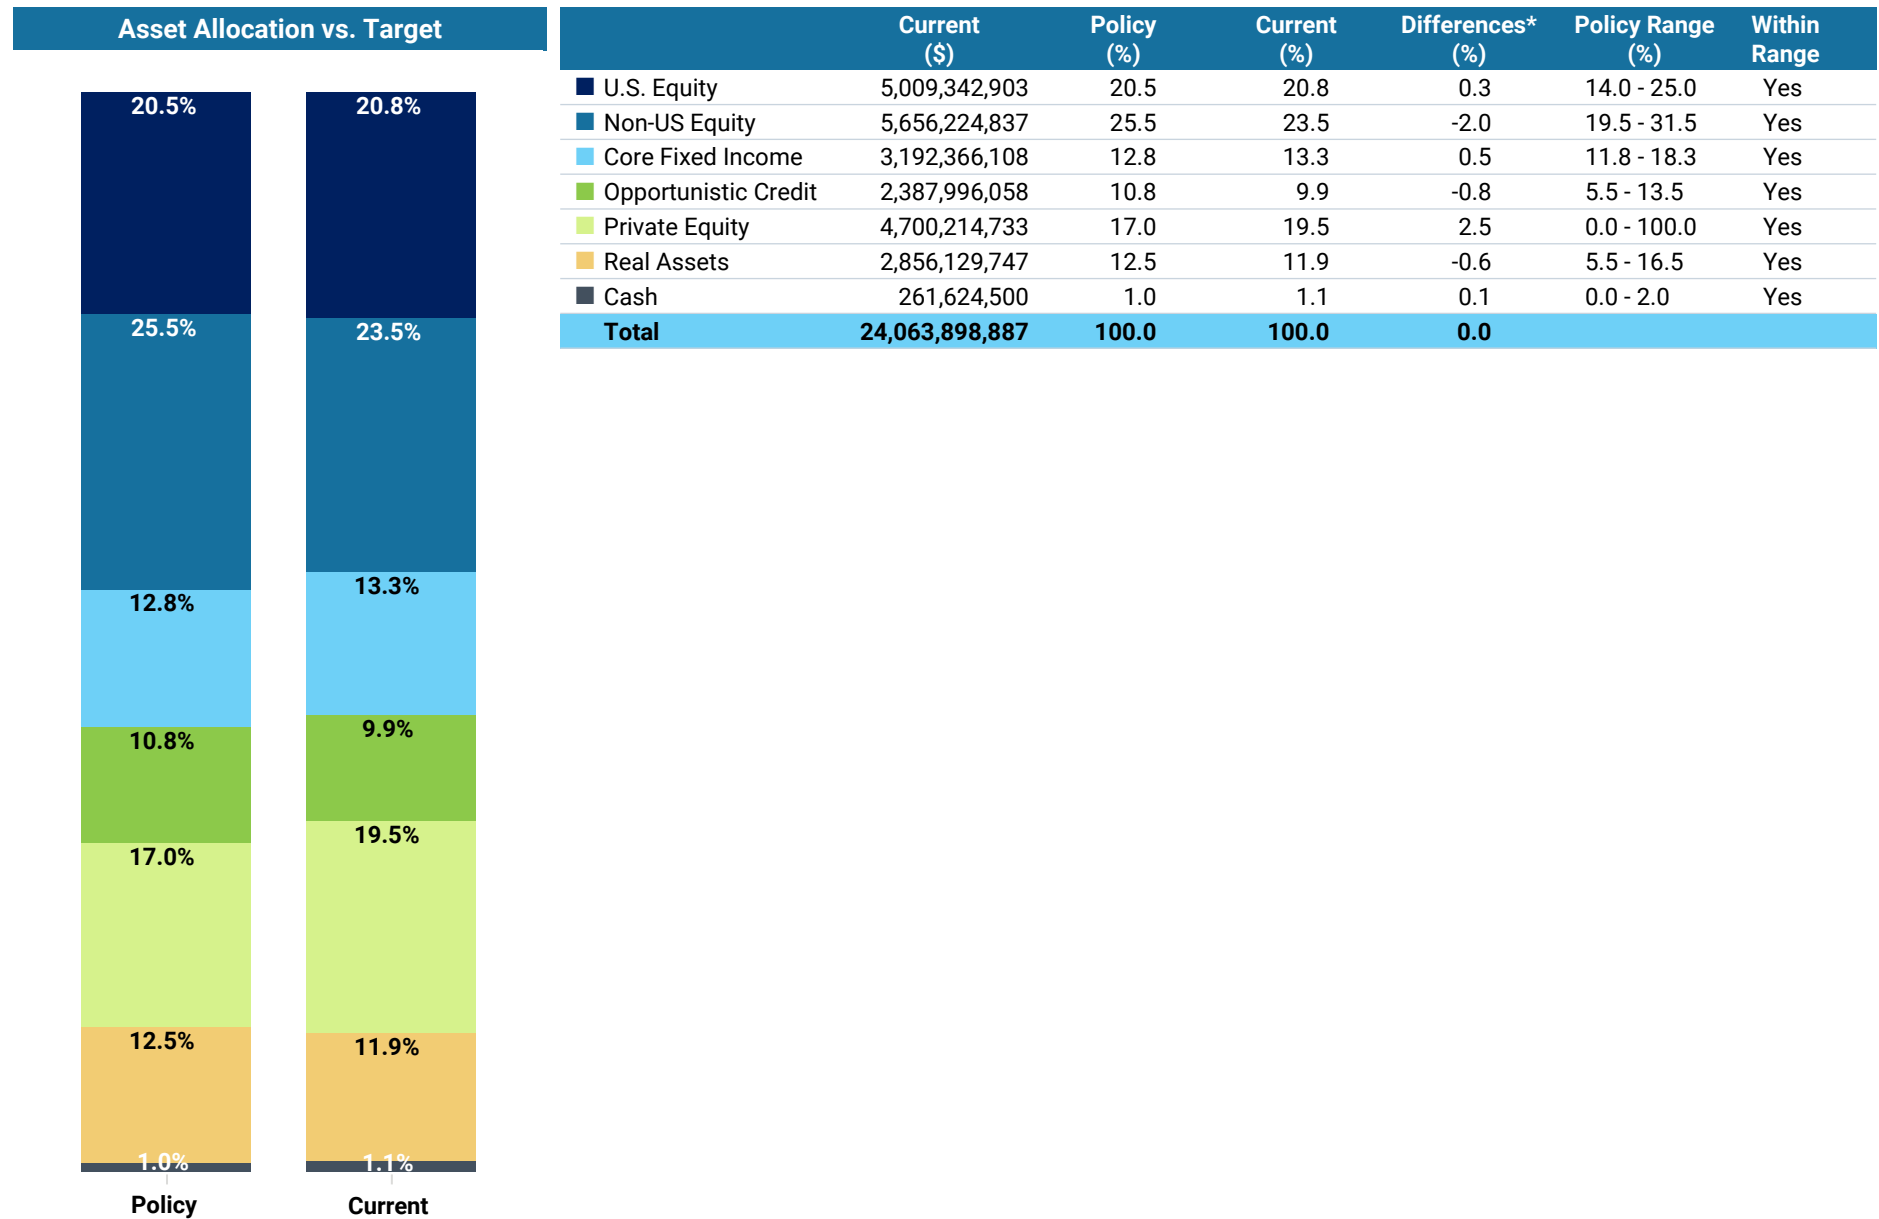 Asset Allocation vs. Target
20.5%
25.5%
12.8%
10.8%
17.0%
12.5%
1.0%
Policy
20.8%
23.5%
13.3%
9.9%
19.5%
11.9%
1.1%
Current
Current ($) Policy (%) Current (%) Differences* (%) Policy Range (%) Within Range
U.S. Equity 5,009,342,903 20.5 20.8 0.3 14.0 - 25.0 Yes
Non-US Equity 5,656,224,837 25.5 23.5 -2.0 19.5 - 31.5 Yes
Core Fixed Income 3,192,366,108 12.8 13.3 0.5 11.8 - 18.3 Yes
Opportunistic Credit 2,387,996,058 10.8 9.9 -0.8 5.5 - 13.5 Yes
Private Equity 4,700,214,733 17.0 19.5 2.5 0.0 - 100.0 Yes
Real Assets 2,856,129,747 12.5 11.9 -0.6 5.5 - 16.5 Yes
Cash 261,624,500 1.0 1.1 0.1 0.0 - 2.0 Yes
Total 24,063,898,887 100.0 100.0 0.0